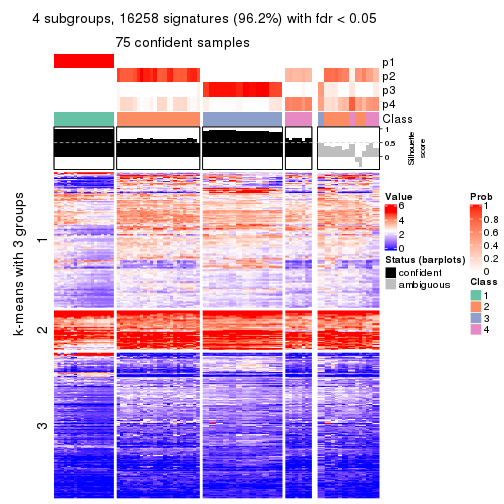 4 subgroups, 16258 signatures (96.2%) with fdr < 0.05
75 confident samples
p1
p2
p3
p4
Class
1
0.5
0
Silhouette
score
k-means with 3 groups
1
2
3
Value
6
4
2
0
Status (barplots)
confident
ambiguous
Prob
1
0.8
0.6
0.4
0.2
0
Class
1
2
3
4